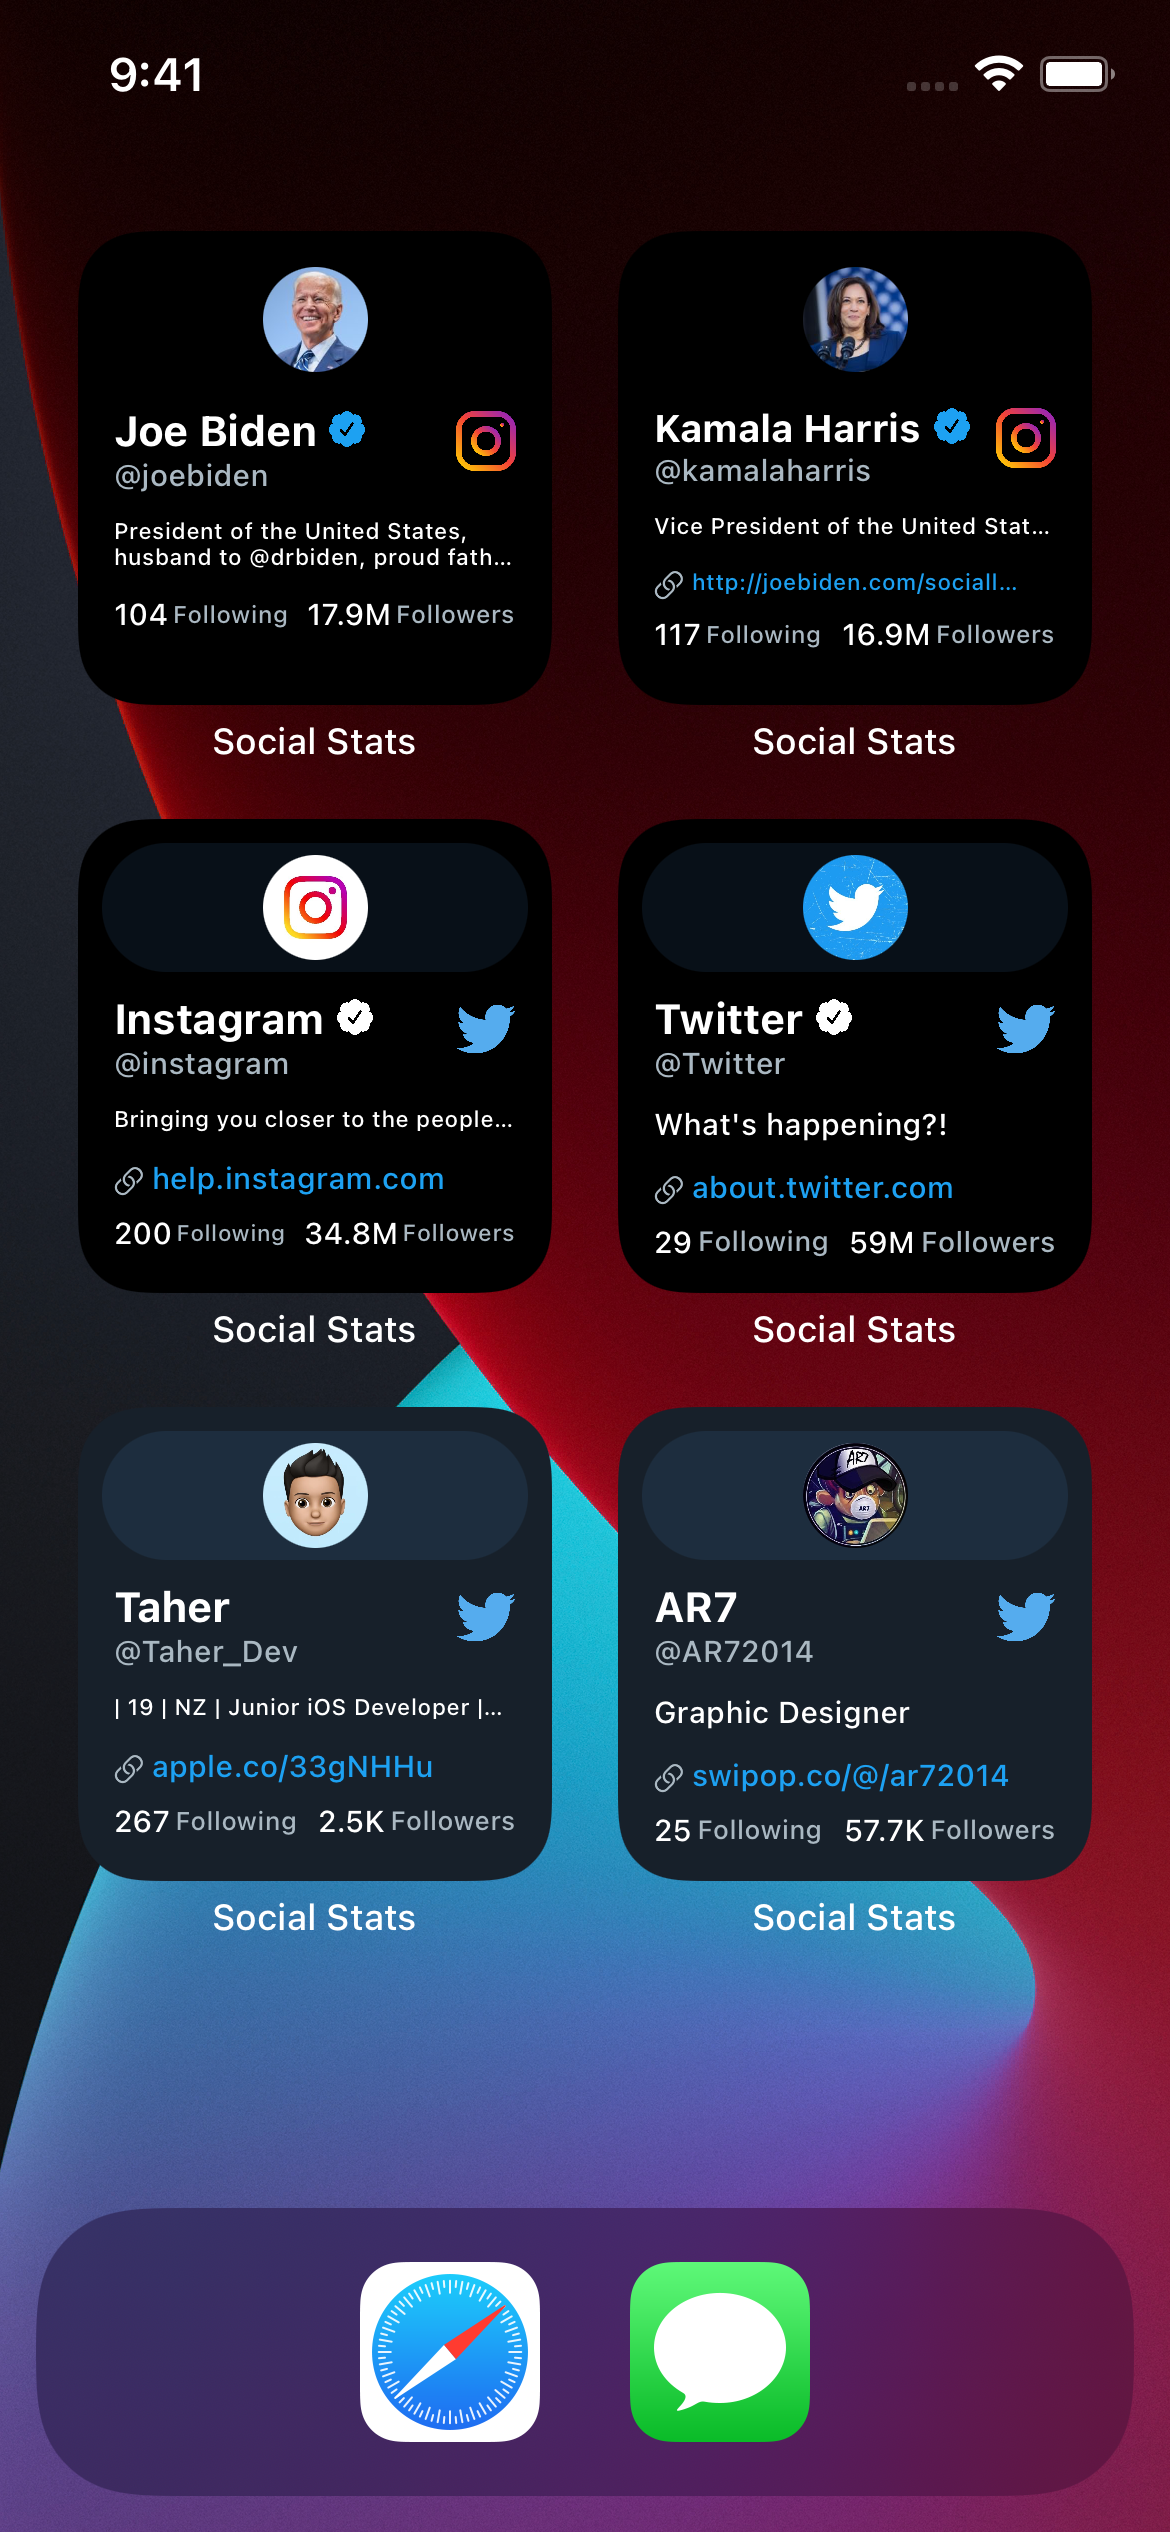 9:41
Joe Biden
@joebiden
President of the United States,
husband to @drbiden, proud fath...
104 Following 17.9M Followers
Social Stats
Kamala Harris
@kamalaharris
Vice President of the United Stat...
http://joebiden.com/sociall...
117 Following 16.9M Followers
Social Stats
Instagram
@instagram
Bringing you closer to the people...
help.instagram.com
200 Following 34.8M Followers
Social Stats
Twitter
@Twitter
What's happening?!
about.twitter.com
29 Following 59M Followers
Social Stats
Taher
@Taher_Dev
| 19 | NZ | Junior iOS Developer |...
apple.co/33gNHHu
267 Following 2.5K Followers
Social Stats
AR7
AR7
AR7
@AR72014
Graphic Designer
swipop.co/@/ar72014
25 Following 57.7K Followers
Social Stats